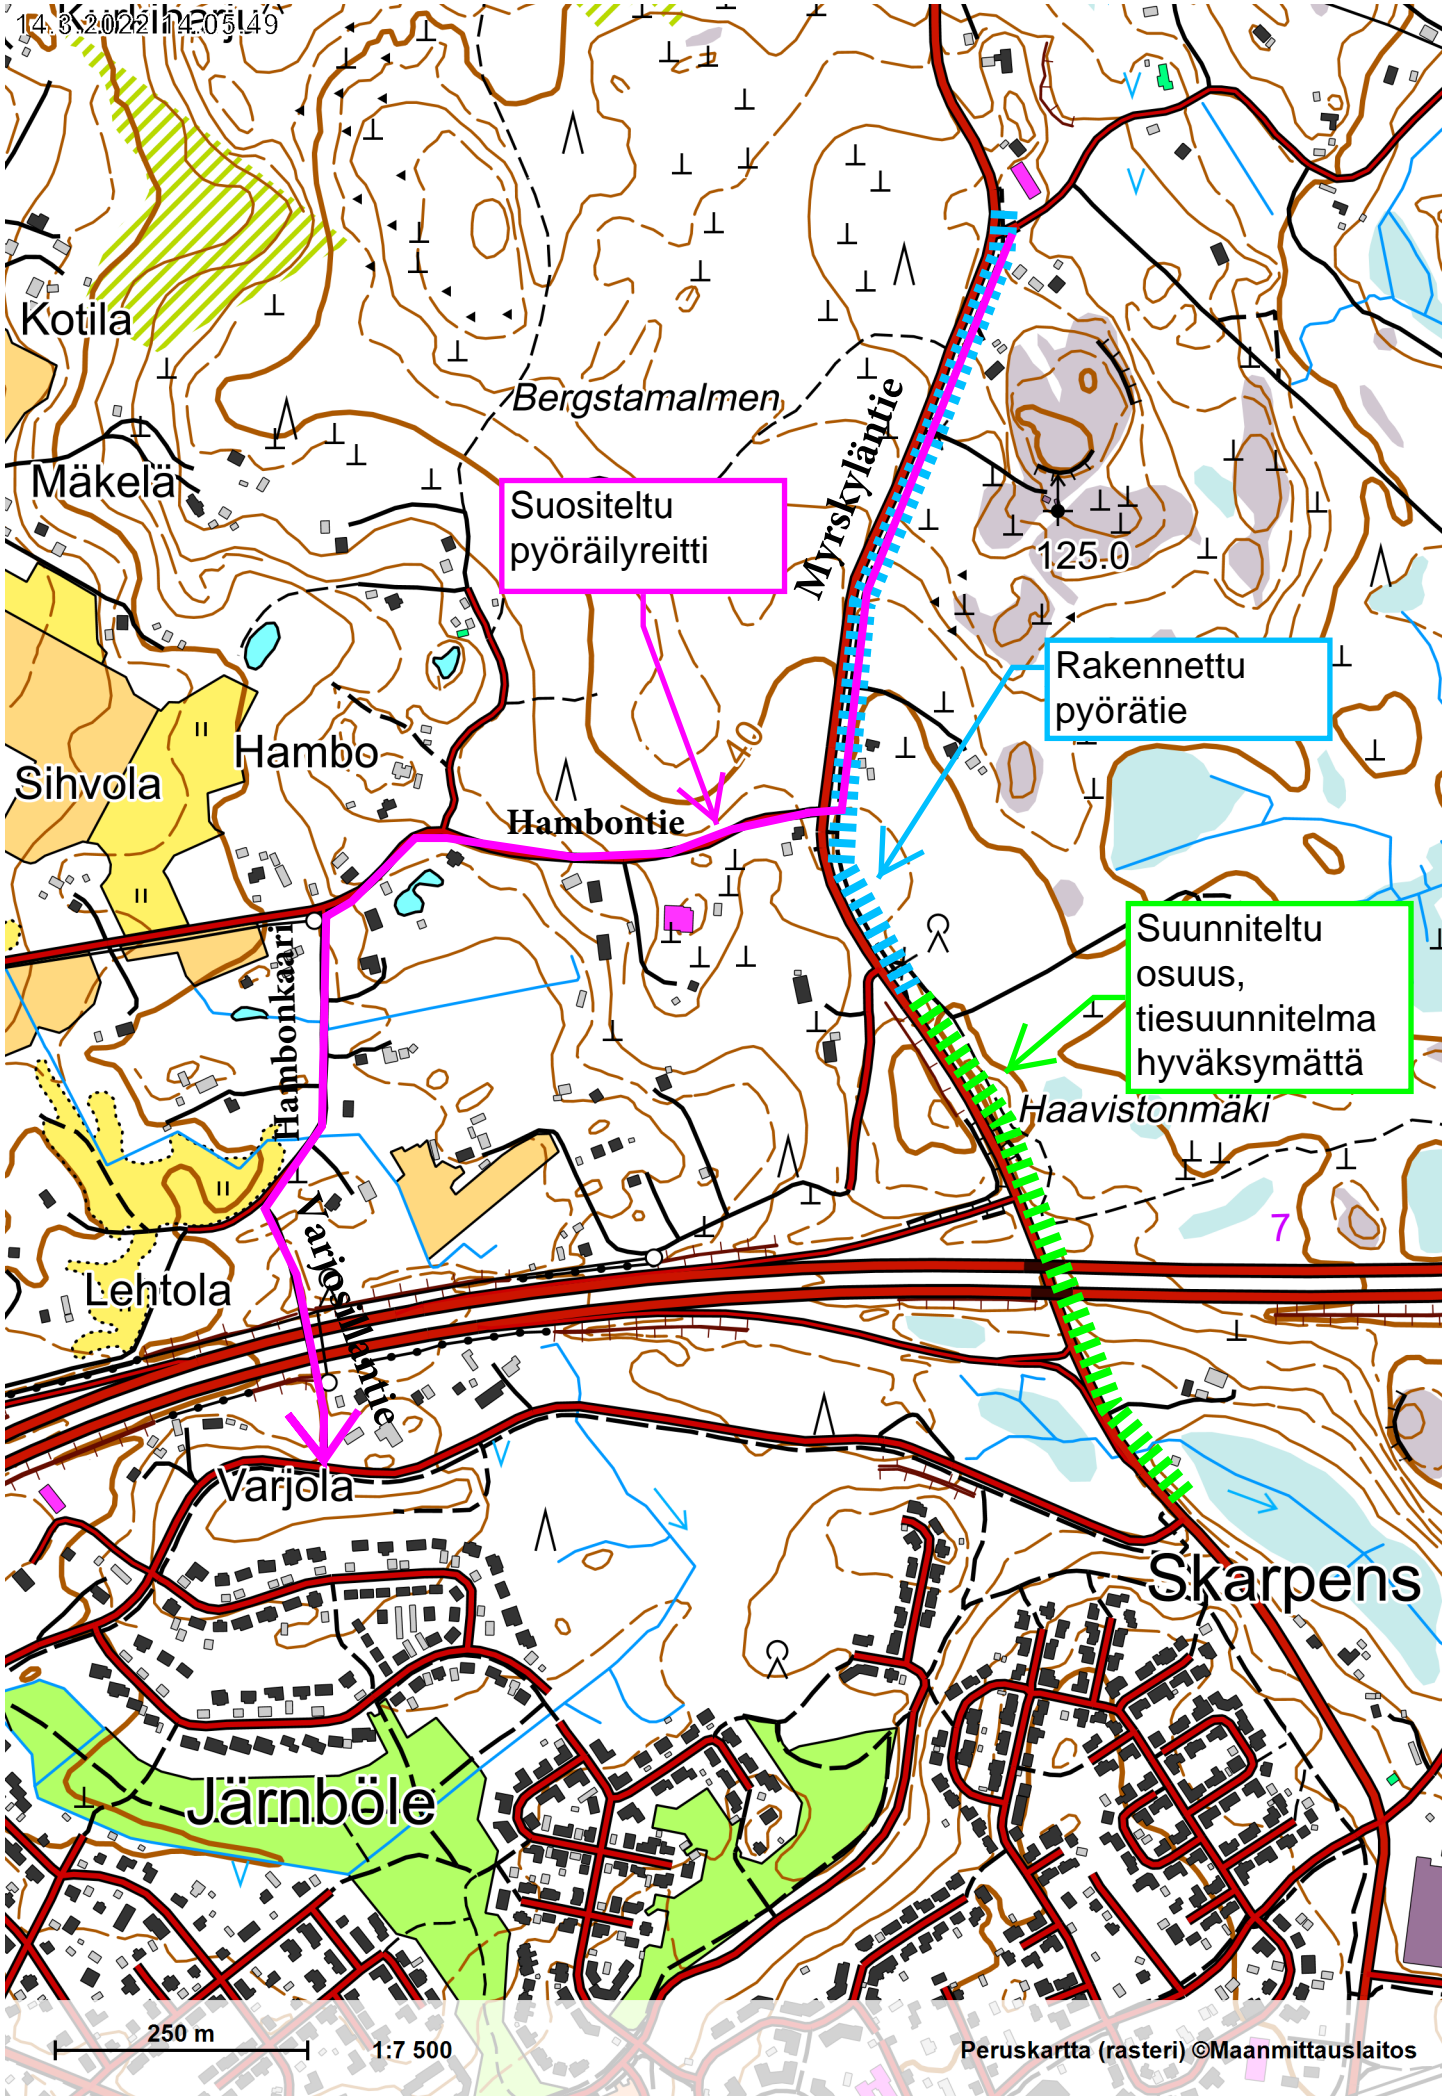 14.3.2022 14:05:49
Kotila
Bergstamalmen
Mäkelä
Suositeltu
pyöräilyreitti
Myrskyläntie
125.0
Rakennettu
pyörätie
40
Hambo
Sihvola
Hambontie
Suunniteltu
osuus,
tiesuunnitelma
hyväksymättä
Hambonkaari
Haavistonmäki
7
Varjosillantie
Lehtola
Varjola
Skarpens
Järnböle
250 m
1:7 500
Peruskartta (rasteri) ©Maanmittauslaitos